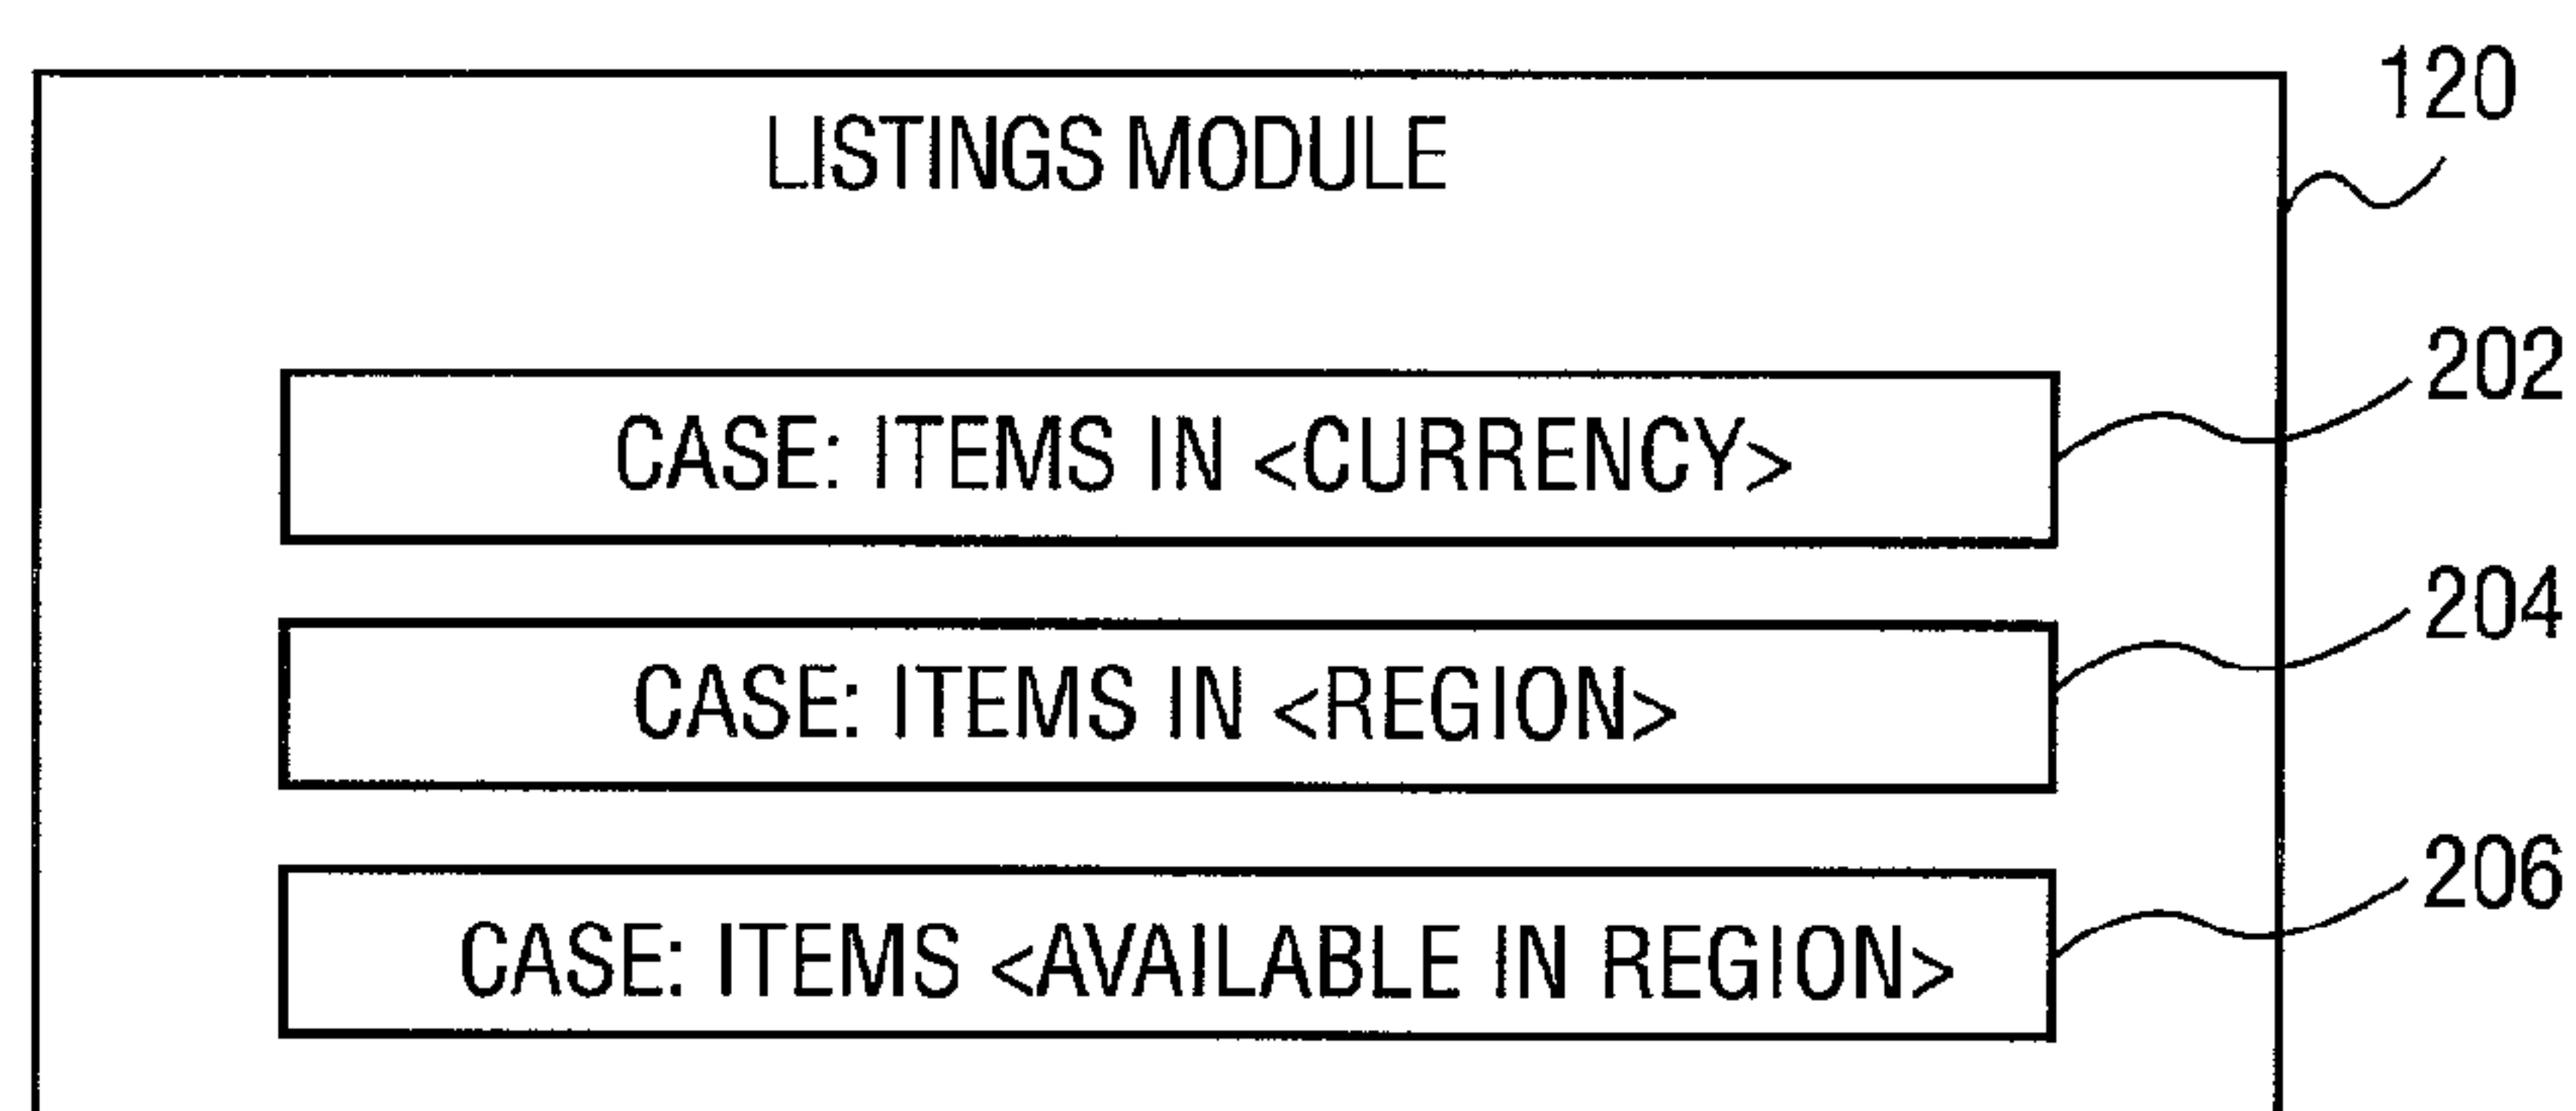 120
LISTINGS MODULE
202
CASE: ITEMS IN <CURRENCY>
204
CASE: ITEMS IN <REGION>
206
CASE: ITEMS <AVAILABLE IN REGION>